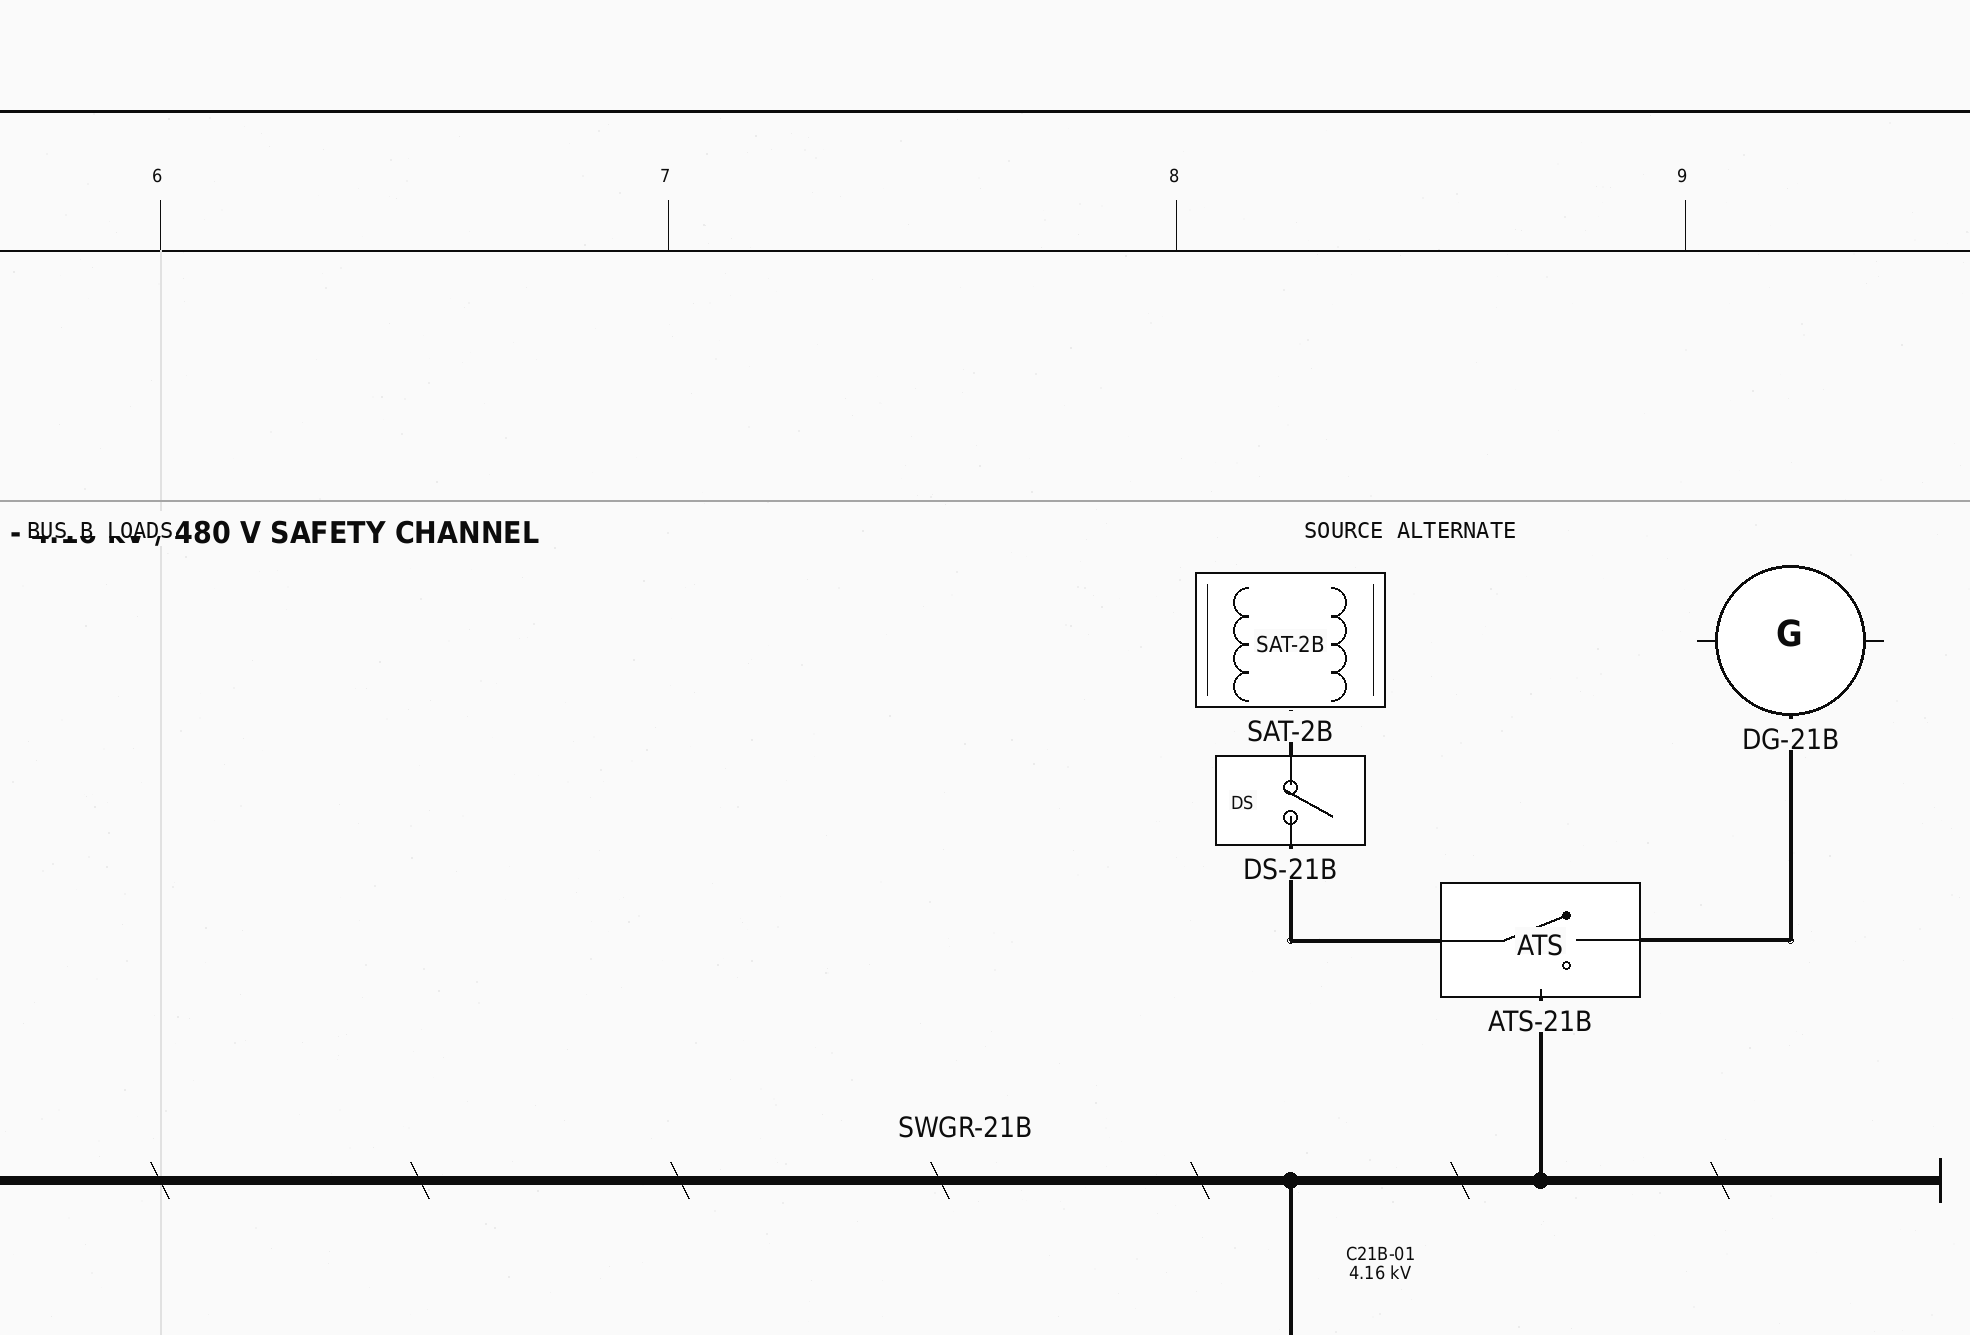 6
7
8
9
- 480 V SAFETY CHANNEL
BUS B LOADS
SOURCE ALTERNATE
SAT-2B
G
SAT-2B
DG-21B
DS
DS-21B
ATS
ATS-21B
SWGR-21B
C21B-01
4.16 kV